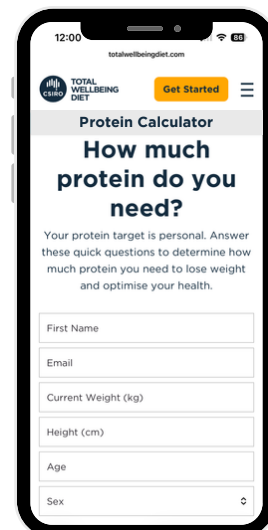 12:00
86
totalwellbeingdiet.com
CSIRO
TOTAL
WELLBEING
DIET
Get Started
Protein Calculator
How much
protein do you
need?
Your protein target is personal. Answer
these quick questions to determine how
much protein you need to lose weight
and optimise your health.
First Name
Email
Current Weight (kg)
Height (cm)
Age
Sex